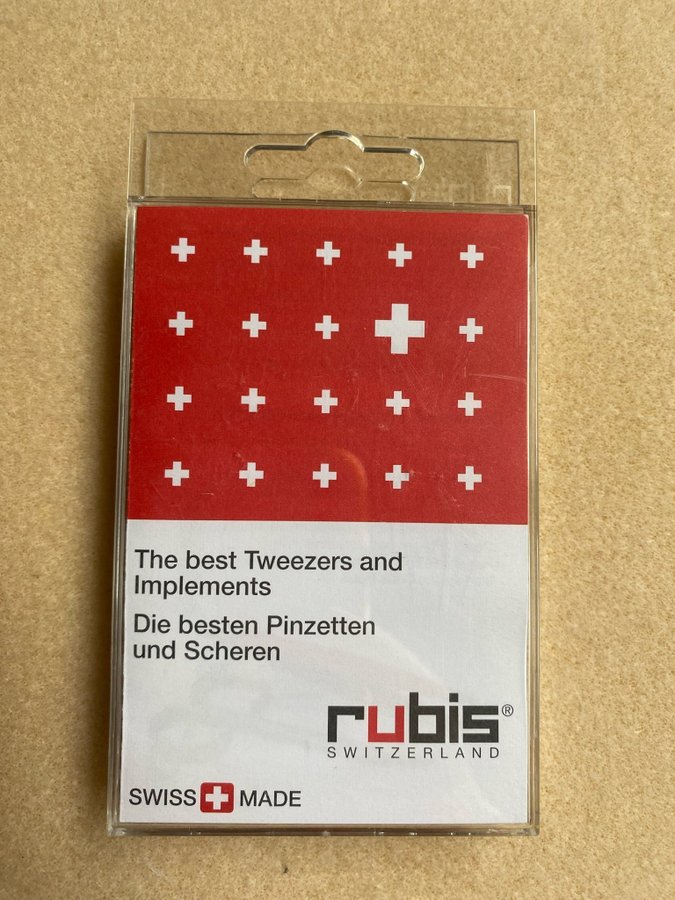 The best Tweezers and
Implements
Die besten Pinzetten
und Scheren
rubis®
SWITZERLAND
SWISS MADE